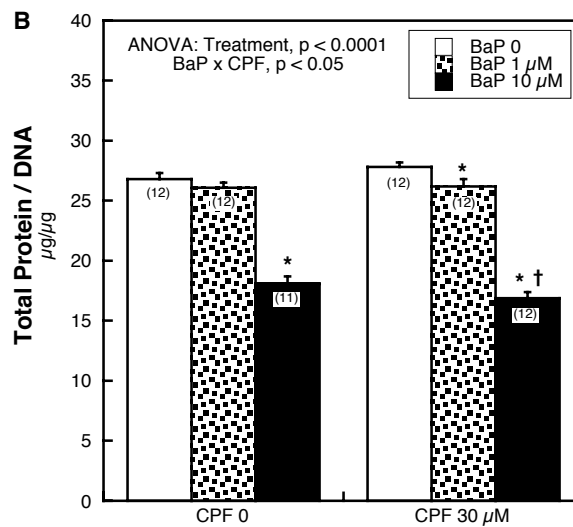 B
ANOVA: Treatment, p < 0.0001
BaP x CPF, p < 0.05
BaP 0
BaP 1 µM
BaP 10 µM
Total Protein / DNA
µg/µg
40
35
30
25
20
15
10
5
0
(12)
(12)
*
(11)
(12)
*
(12)
* †
(12)
CPF 0
CPF 30 µM